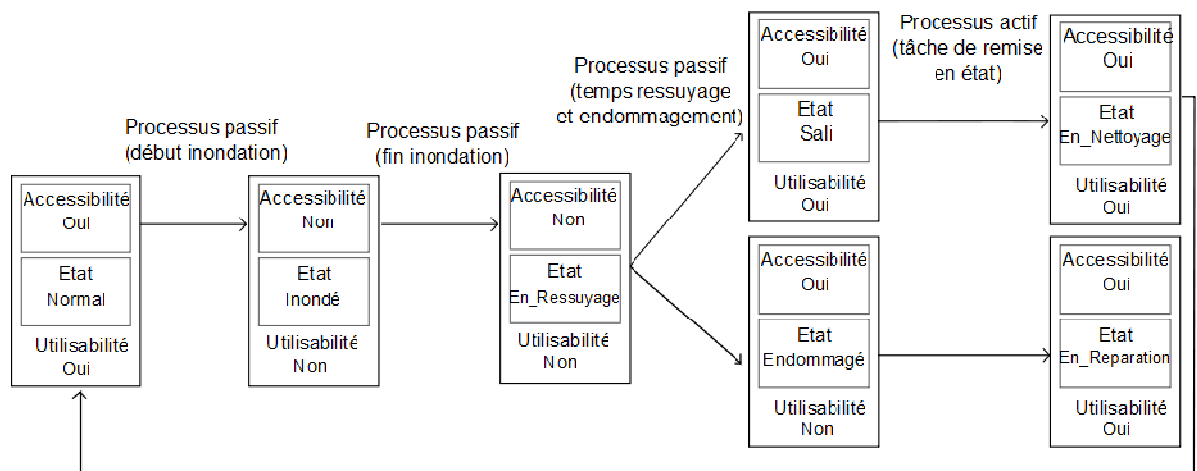 Processus passif
(début inondation)
Processus passif
(fin inondation)
Processus passif
(temps ressuyage
et endommagement)
Processus actif
(tâche de remise
en état)
Accessibilité
Oui
Etat
Normal
Utilisabilité
Oui
Accessibilité
Non
Etat
Inondé
Utilisabilité
Non
Accessibilité
Non
Etat
En_Ressuyage
Utilisabilité
Non
Accessibilité
Oui
Etat
Sali
Utilisabilité
Oui
Accessibilité
Oui
Etat
En_Nettoyage
Utilisabilité
Oui
Accessibilité
Oui
Etat
Endommagé
Utilisabilité
Non
Accessibilité
Oui
Etat
En_Reparation
Utilisabilité
Oui